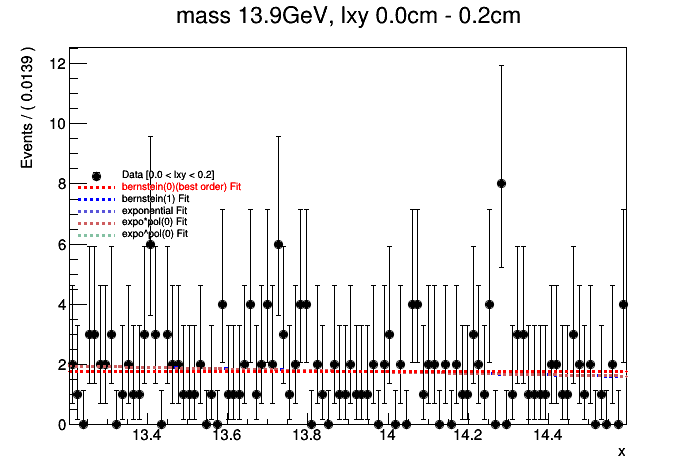 mass 13.9GeV, lxy 0.0cm - 0.2cm
Events / ( 0.0139 )
12
10
8
6
4
2
0
Data [0.0 < lxy < 0.2]
bernstein(0)(best order) Fit
bernstein(1) Fit
exponential Fit
expo*pol(0) Fit
expo^pol(0) Fit
13.4 13.6 13.8 14 14.2 14.4
x